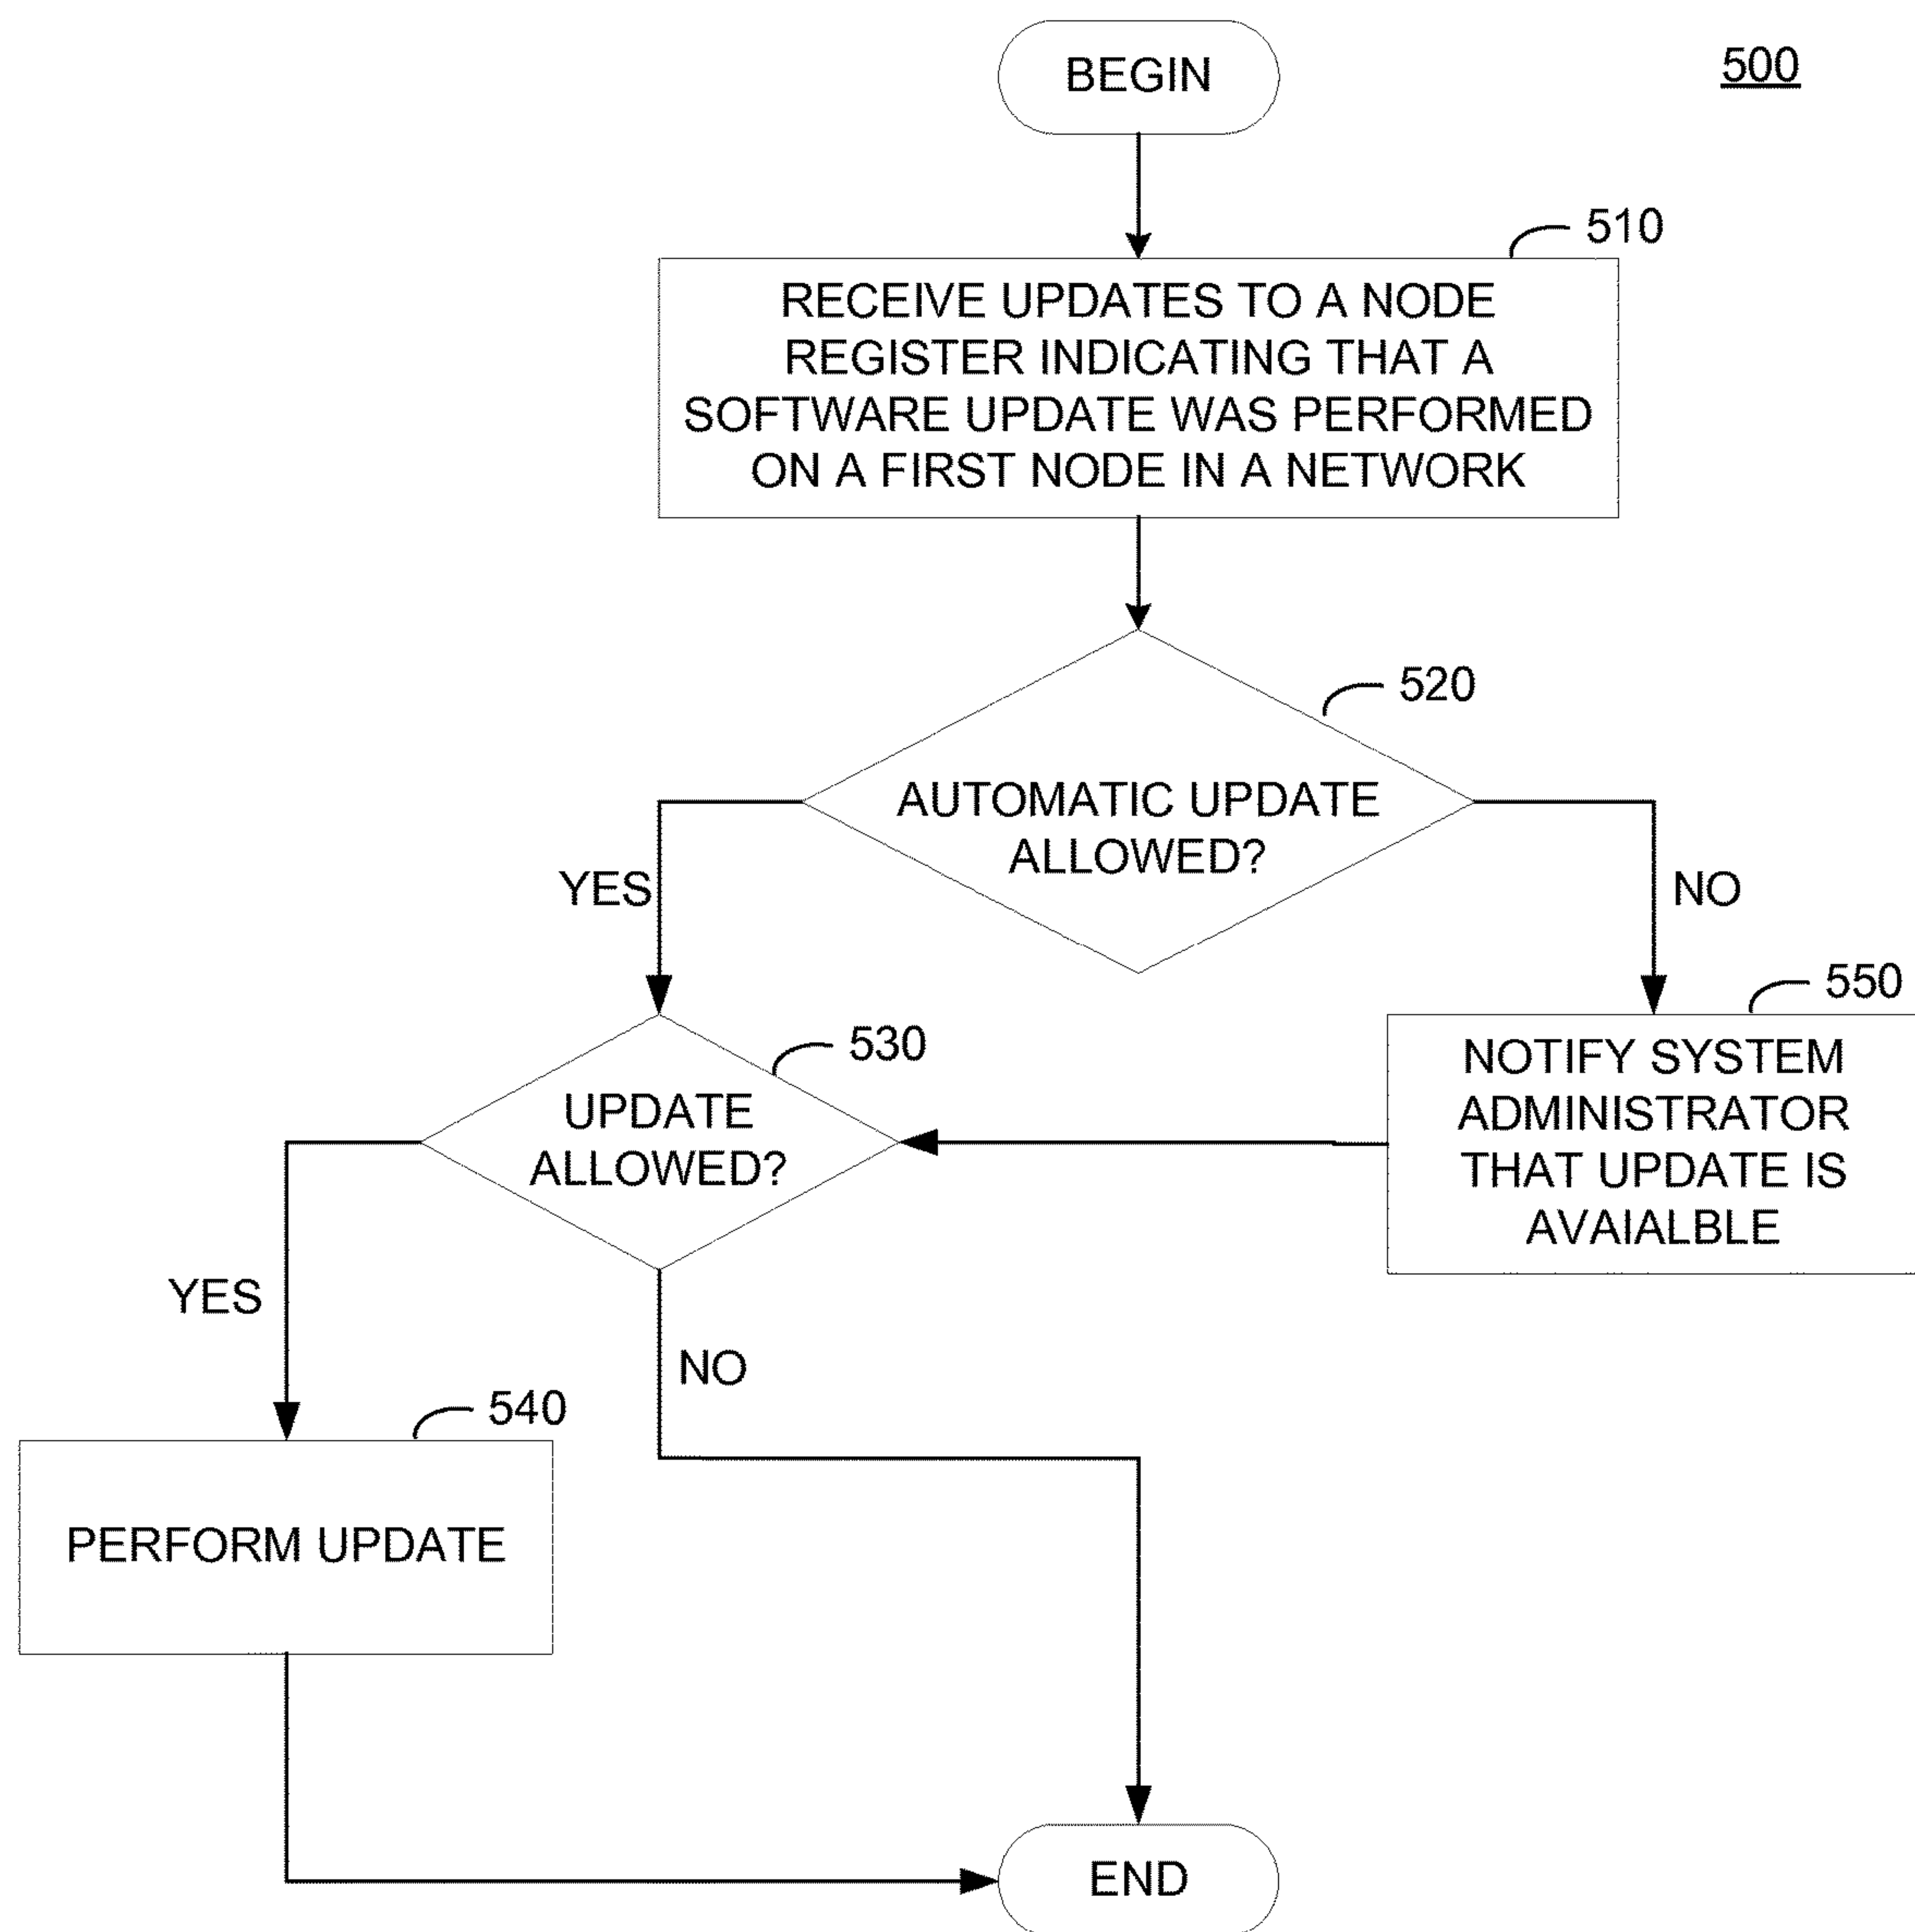 BEGIN
500
510
RECEIVE UPDATES TO A NODE
REGISTER INDICATING THAT A
SOFTWARE UPDATE WAS PERFORMED
ON A FIRST NODE IN A NETWORK
520
AUTOMATIC UPDATE
ALLOWED?
YES
NO
530
UPDATE
ALLOWED?
550
NOTIFY SYSTEM
ADMINISTRATOR
THAT UPDATE IS
AVAIALBLE
YES
NO
540
PERFORM UPDATE
END